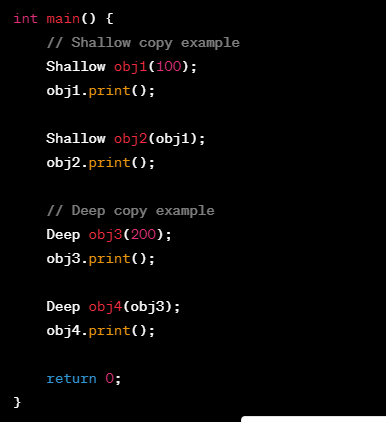 int main() {
    // Shallow copy example
    Shallow obj1(100);
    obj1.print();

    Shallow obj2(obj1);
    obj2.print();

    // Deep copy example
    Deep obj3(200);
    obj3.print();

    Deep obj4(obj3);
    obj4.print();

    return 0;
}